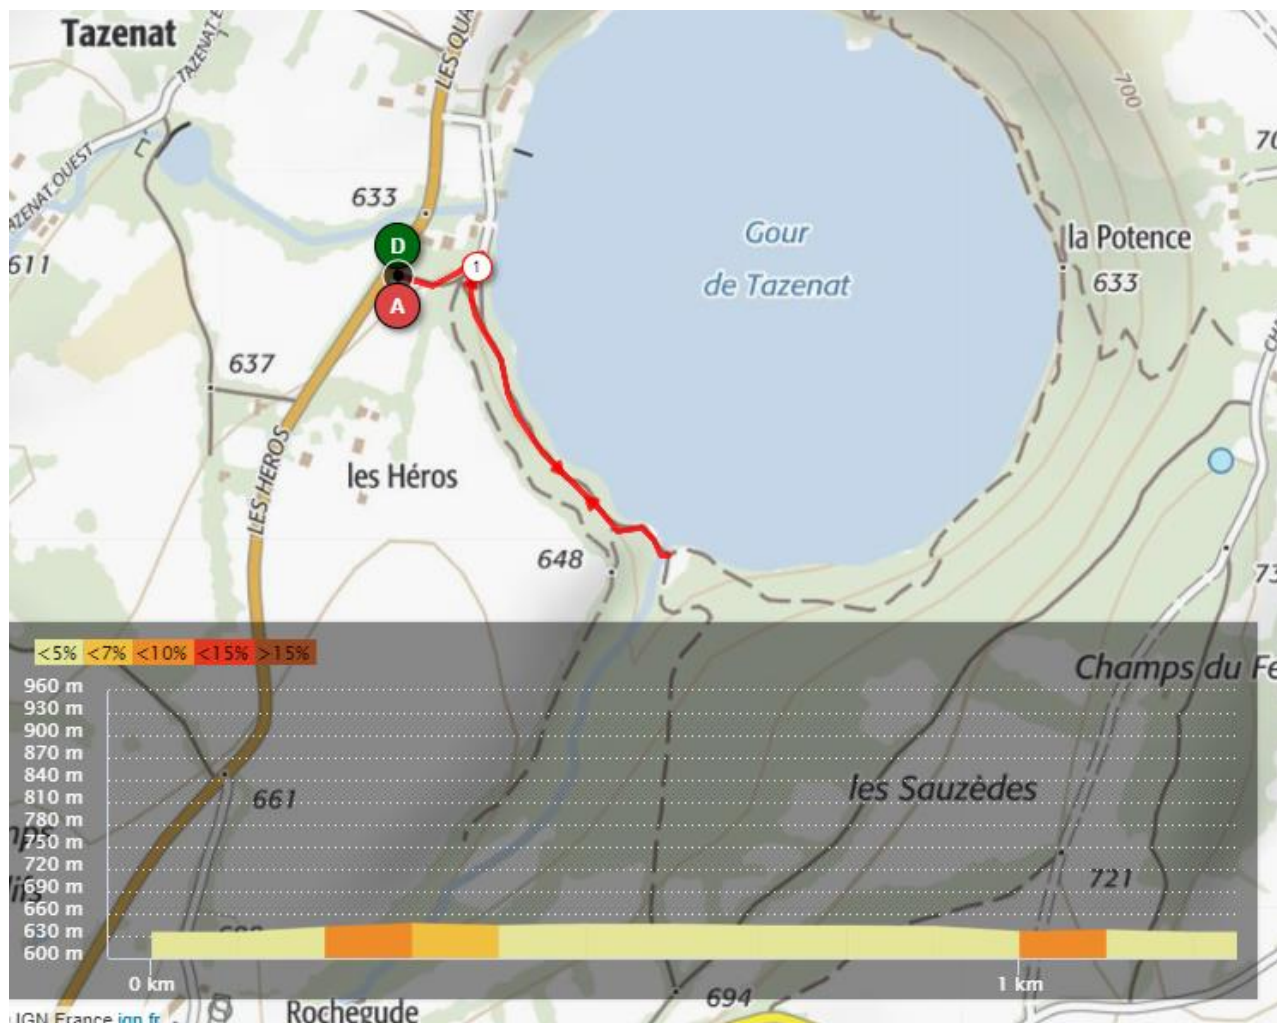 Tazenat
TAZENAT E
LES QUA
700
TAZENAT OUEST
633
Gour
de Tazenat
la Potence
633
611
D
1
A
637
LES HEROS
les Héros
648
<5% <7% <10% <15% >15%
Champs du Fe
960 m
930 m
900 m
870 m
840 m
810 m
780 m
750 m
720 m
690 m
660 m
630 m
600 m
661
les Sauzèdes
721
0 km
1 km
694
Rochegude
IGN France ign.fr